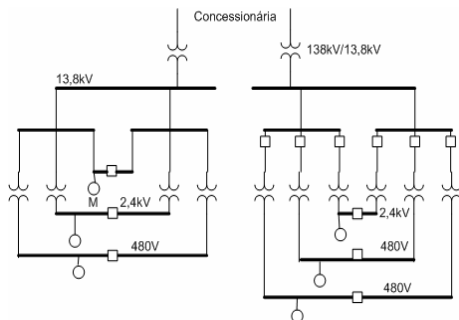 Concessionária
138kV/13,8kV
13,8kV
M
2,4kV
2,4kV
480V
480V
480V